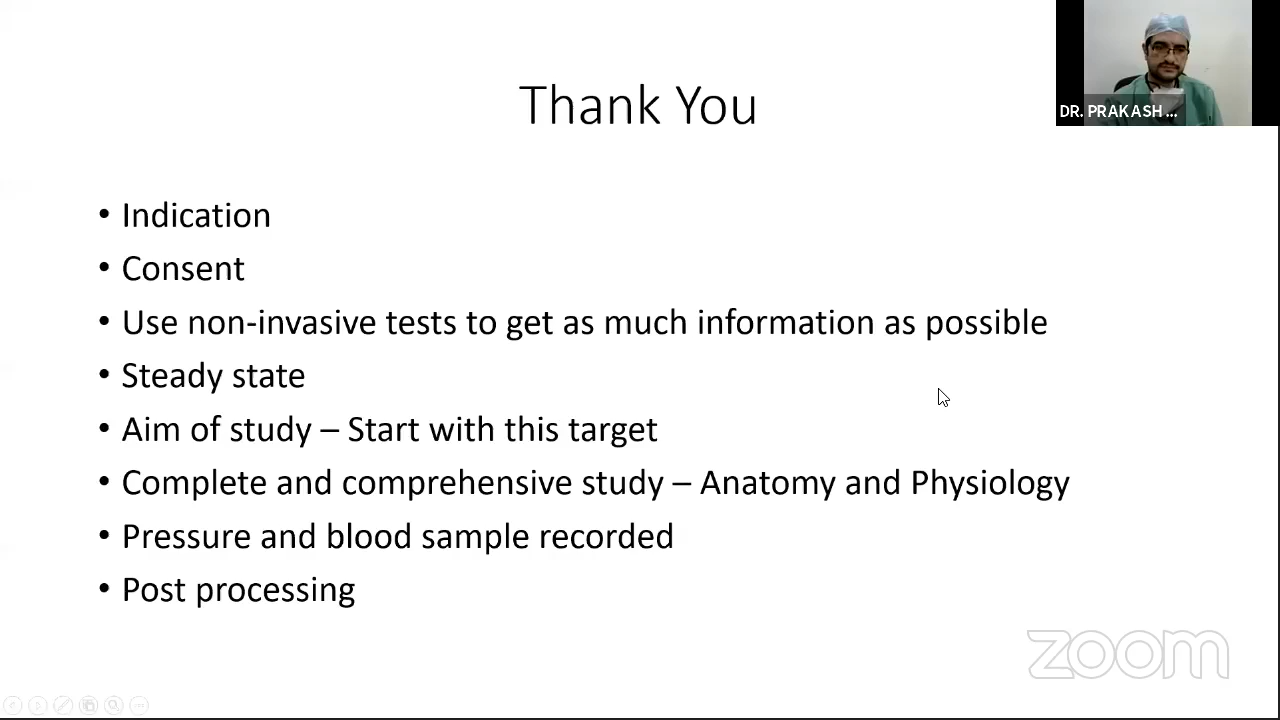 DR. PRAKASH ...
Thank You
• Indication
• Consent
• Use non-invasive tests to get as much information as possible
• Steady state
• Aim of study – Start with this target
• Complete and comprehensive study – Anatomy and Physiology
• Pressure and blood sample recorded
• Post processing
zoom